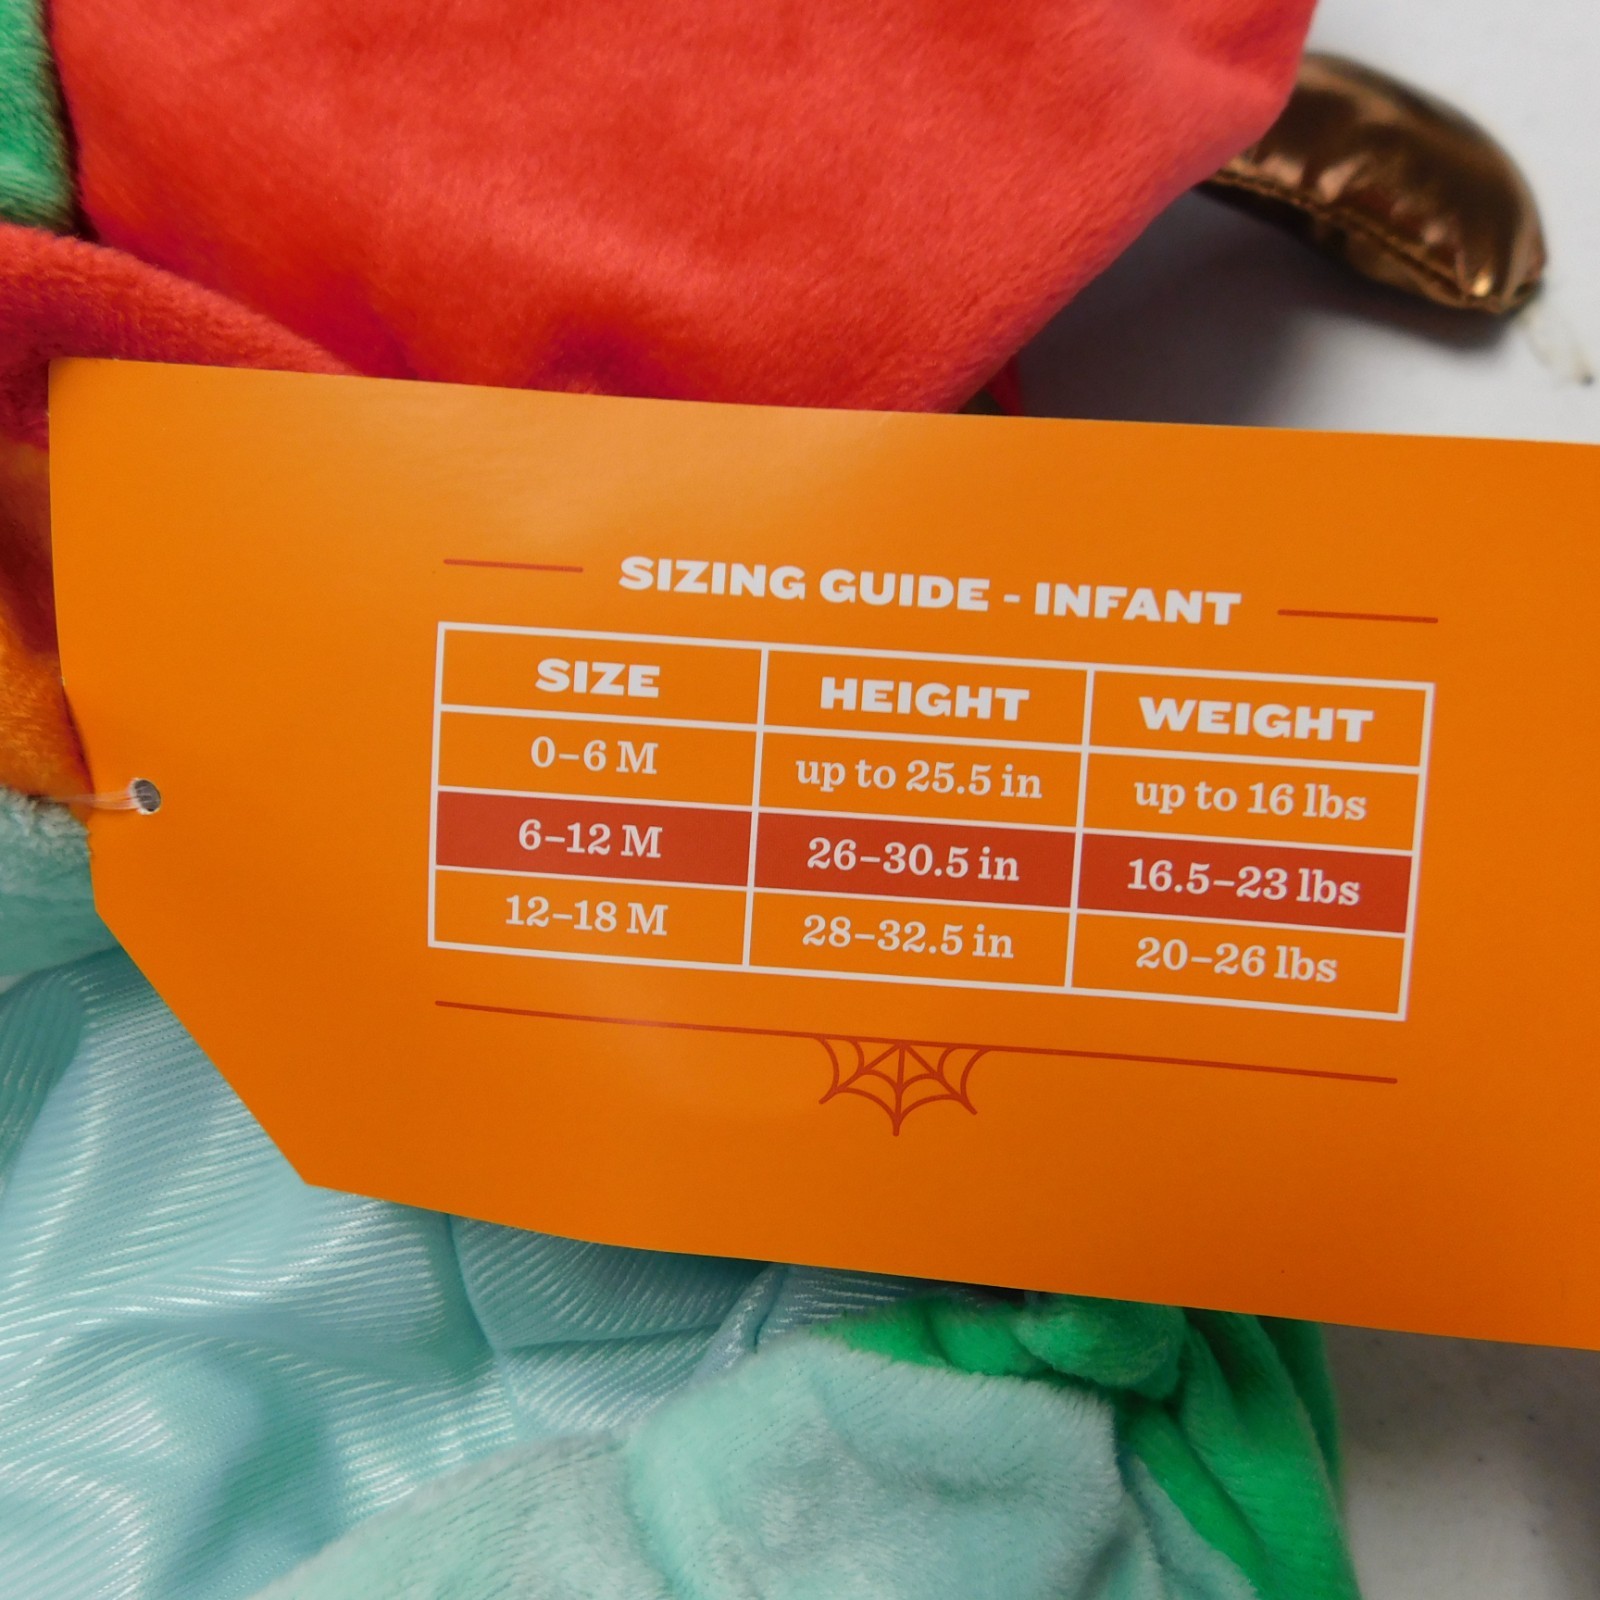 SIZING GUIDE - INFANT
SIZE HEIGHT WEIGHT
0–6 M up to 25.5 in up to 16 lbs
6–12 M 26–30.5 in 16.5–23 lbs
12–18 M 28–32.5 in 20–26 lbs